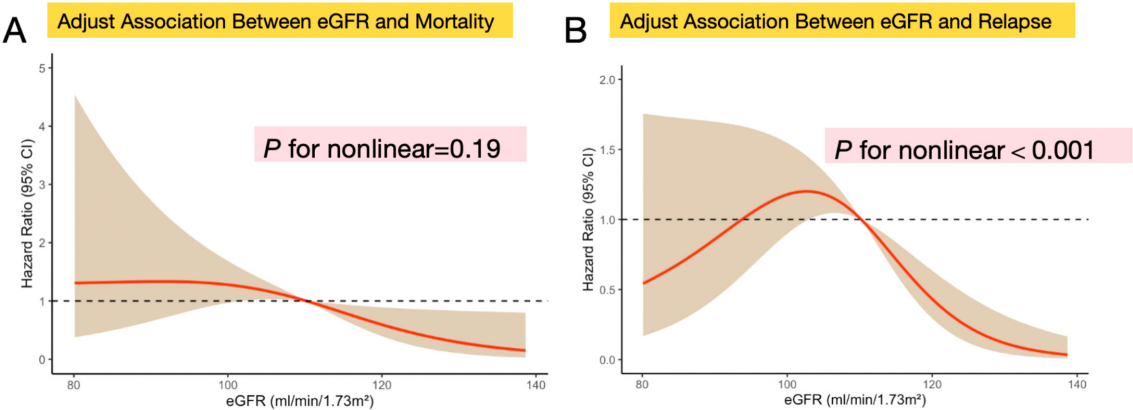 A
Adjust Association Between eGFR and Mortality
5
4
3
2
1
0
Hazard Ratio (95% CI)
P for nonlinear=0.19
80
100
120
140
eGFR (ml/min/1.73m²)
B
Adjust Association Between eGFR and Relapse
2.0
1.5
1.0
0.5
0.0
Hazard Ratio (95% CI)
P for nonlinear < 0.001
80
100
120
140
eGFR (ml/min/1.73m²)